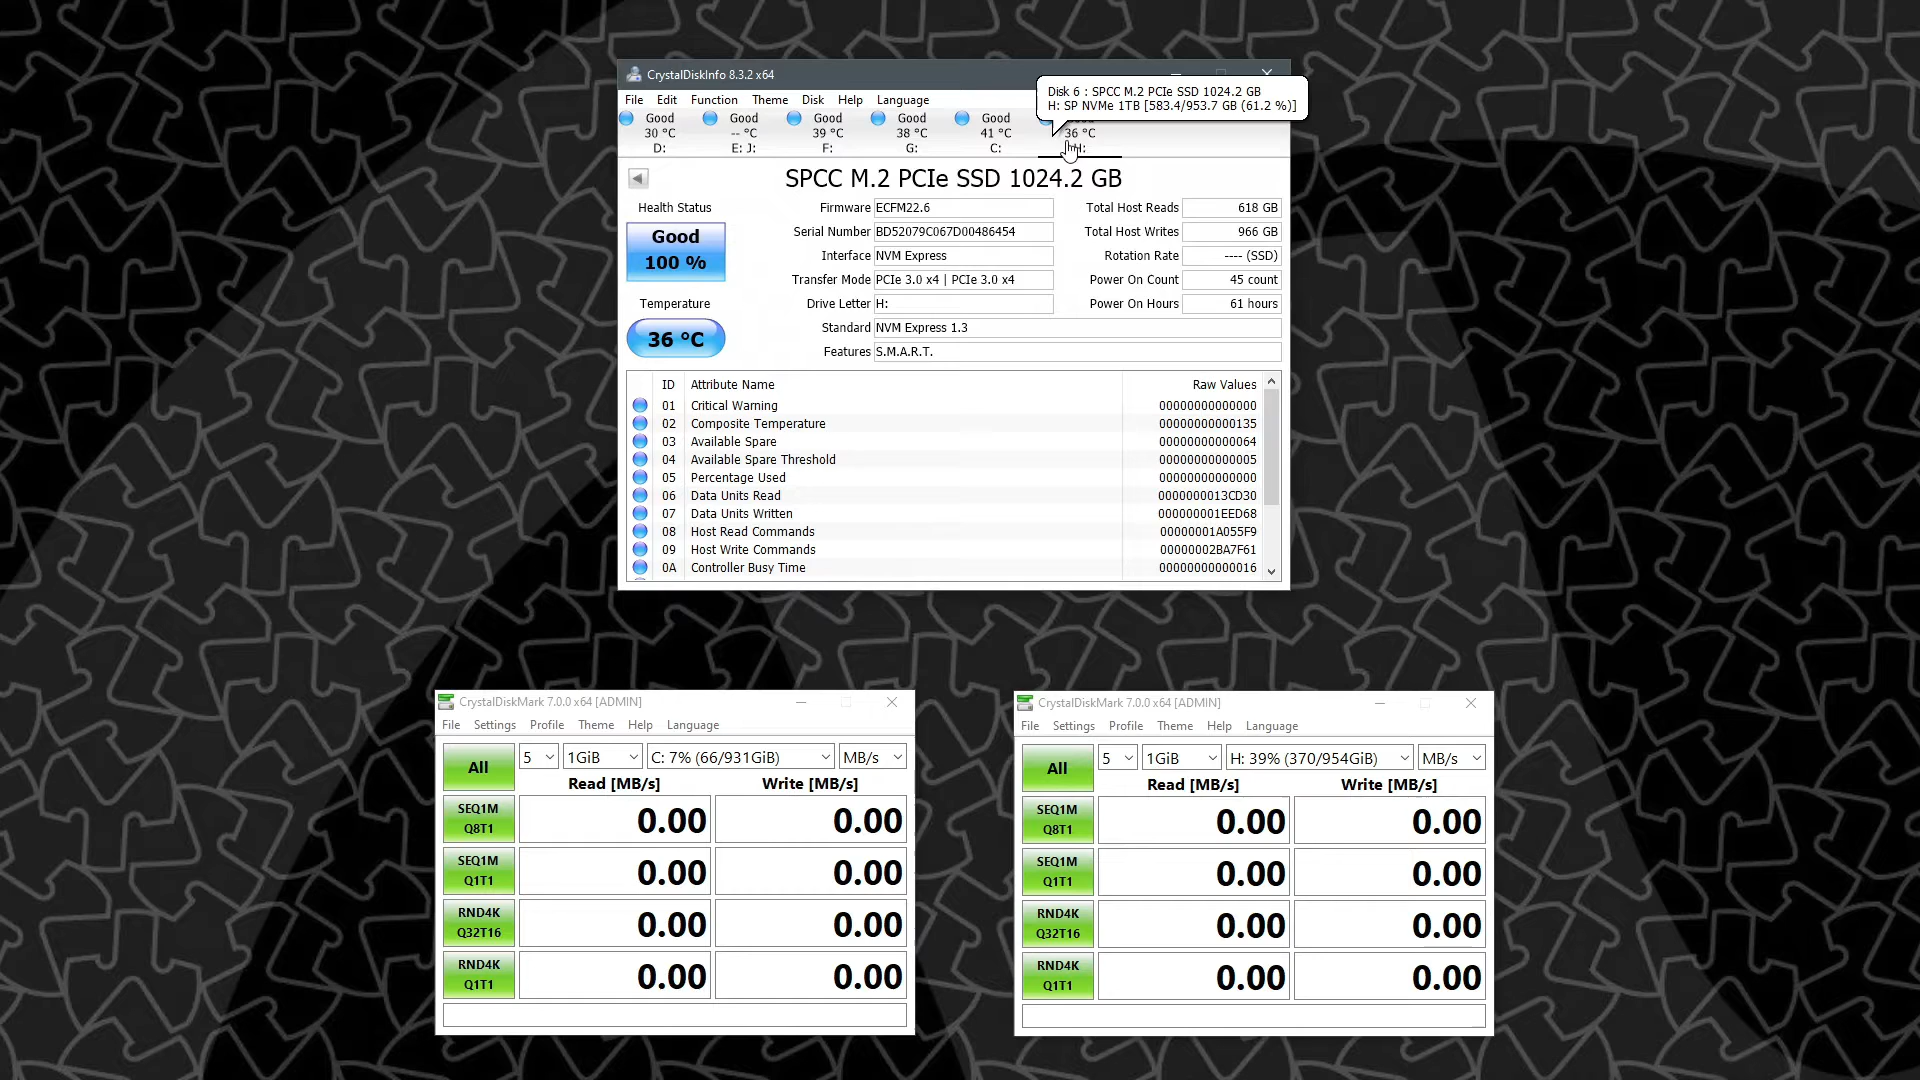 CrystalDiskInfo 8.3.2 x64
Disk 6 : SPCC M.2 PCIe SSD 1024.2 GB
H: SP NVMe 1TB [583.4/953.7 GB (61.2 %)]
File Edit Function Theme Disk Help Language
Good Good Good Good Good
30 °C -- °C 39 °C 38 °C 41 °C 36 °C
D: E: J: F: G: C: H:
SPCC M.2 PCIe SSD 1024.2 GB
Health Status
Good
100 %
Temperature
36 °C
Firmware ECFM22.6
Serial Number BD52079C067D00486454
Interface NVM Express
Transfer Mode PCIe 3.0 x4 | PCIe 3.0 x4
Drive Letter H:
Standard NVM Express 1.3
Features S.M.A.R.T.
Total Host Reads 618 GB
Total Host Writes 966 GB
Rotation Rate ---- (SSD)
Power On Count 45 count
Power On Hours 61 hours
ID Attribute Name Raw Values
01 Critical Warning 00000000000000
02 Composite Temperature 00000000000135
03 Available Spare 00000000000064
04 Available Spare Threshold 00000000000005
05 Percentage Used 00000000000000
06 Data Units Read 0000000013CD30
07 Data Units Written 000000001EED68
08 Host Read Commands 00000001A055F9
09 Host Write Commands 00000002BA7F61
0A Controller Busy Time 00000000000016
CrystalDiskMark 7.0.0 x64 [ADMIN]
File Settings Profile Theme Help Language
All 5 1GiB C: 7% (66/931GiB) MB/s
Read [MB/s] Write [MB/s]
SEQ1M
Q8T1
0.00 0.00
SEQ1M
Q1T1
0.00 0.00
RND4K
Q32T16
0.00 0.00
RND4K
Q1T1
0.00 0.00
CrystalDiskMark 7.0.0 x64 [ADMIN]
File Settings Profile Theme Help Language
All 5 1GiB H: 39% (370/954GiB) MB/s
Read [MB/s] Write [MB/s]
SEQ1M
Q8T1
0.00 0.00
SEQ1M
Q1T1
0.00 0.00
RND4K
Q32T16
0.00 0.00
RND4K
Q1T1
0.00 0.00